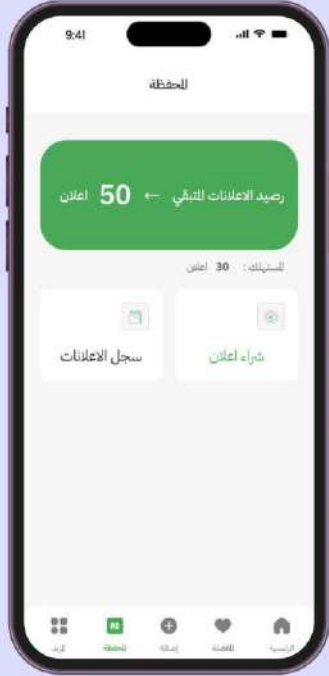 9:41
المحفظة
رصيد الاعلانات المتبقي ← 50 اعلان
المستهلك : 30 اعلان
شراء اعلان
سجل الاعلانات
الرئيسية
المفضلة
إضافة
المحفظة
المزيد